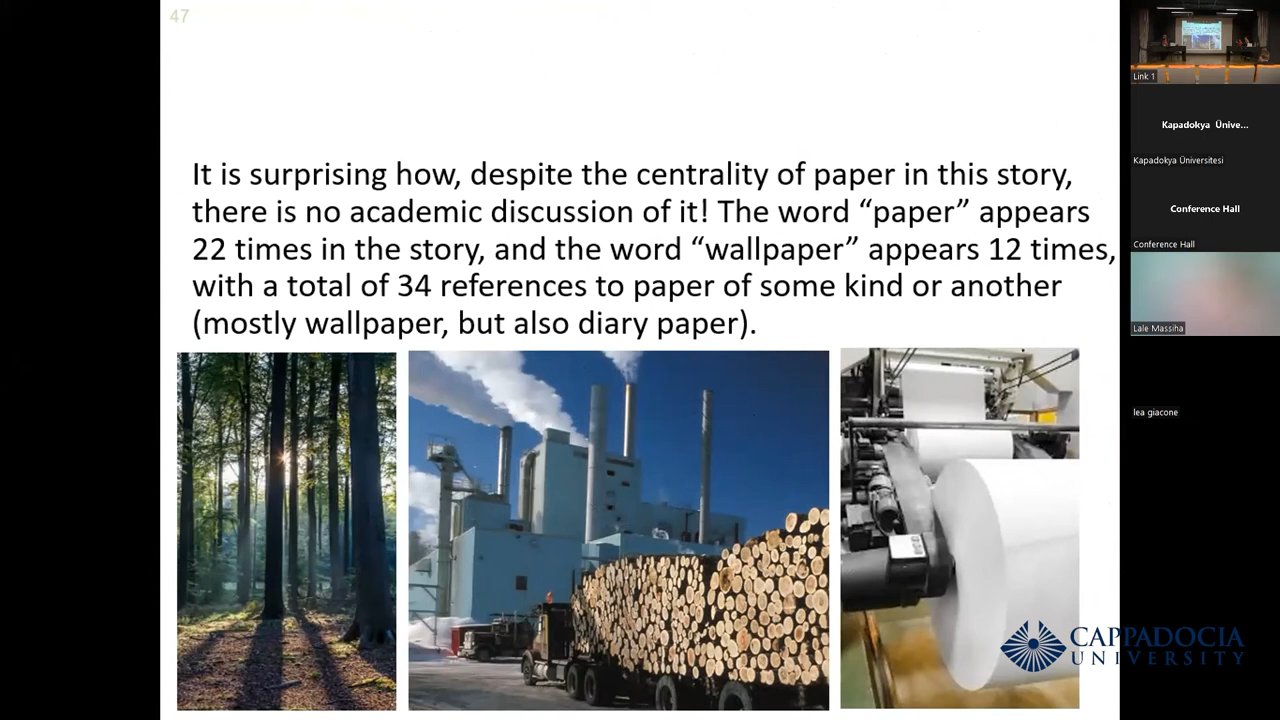 47
It is surprising how, despite the centrality of paper in this story,
there is no academic discussion of it! The word “paper” appears
22 times in the story, and the word “wallpaper” appears 12 times,
with a total of 34 references to paper of some kind or another
(mostly wallpaper, but also diary paper).
CAPPADOCIA
UNIVERSITY
Link 1
Kapadokya Ünive...
Kapadokya Üniversitesi
Conference Hall
Conference Hall
Lale Massiha
lea giacone